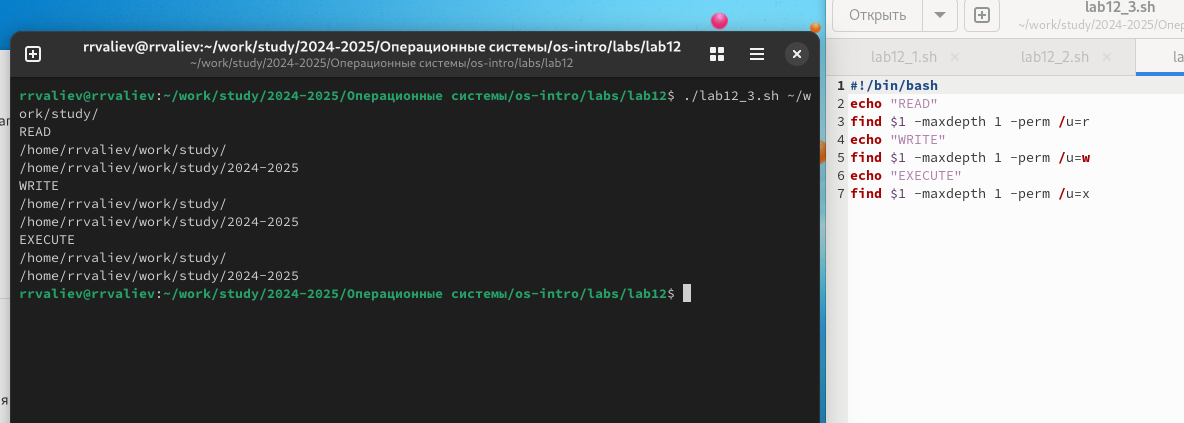 rrvaliev@rrvaliev:~/work/study/2024-2025/Операционные системы/os-intro/labs/lab12
~/work/study/2024-2025/Операционные системы/os-intro/labs/lab12
rrvaliev@rrvaliev:~/work/study/2024-2025/Операционные системы/os-intro/labs/lab12$ ./lab12_3.sh ~/w
ork/study/
READ
/home/rrvaliev/work/study/
/home/rrvaliev/work/study/2024-2025
WRITE
/home/rrvaliev/work/study/
/home/rrvaliev/work/study/2024-2025
EXECUTE
/home/rrvaliev/work/study/
/home/rrvaliev/work/study/2024-2025
rrvaliev@rrvaliev:~/work/study/2024-2025/Операционные системы/os-intro/labs/lab12$
Открыть
lab12_3.sh
~/work/study/2024-2025/Опер
lab12_1.sh
lab12_2.sh
la
1 #!/bin/bash
2 echo "READ"
3 find $1 -maxdepth 1 -perm /u=r
4 echo "WRITE"
5 find $1 -maxdepth 1 -perm /u=w
6 echo "EXECUTE"
7 find $1 -maxdepth 1 -perm /u=x